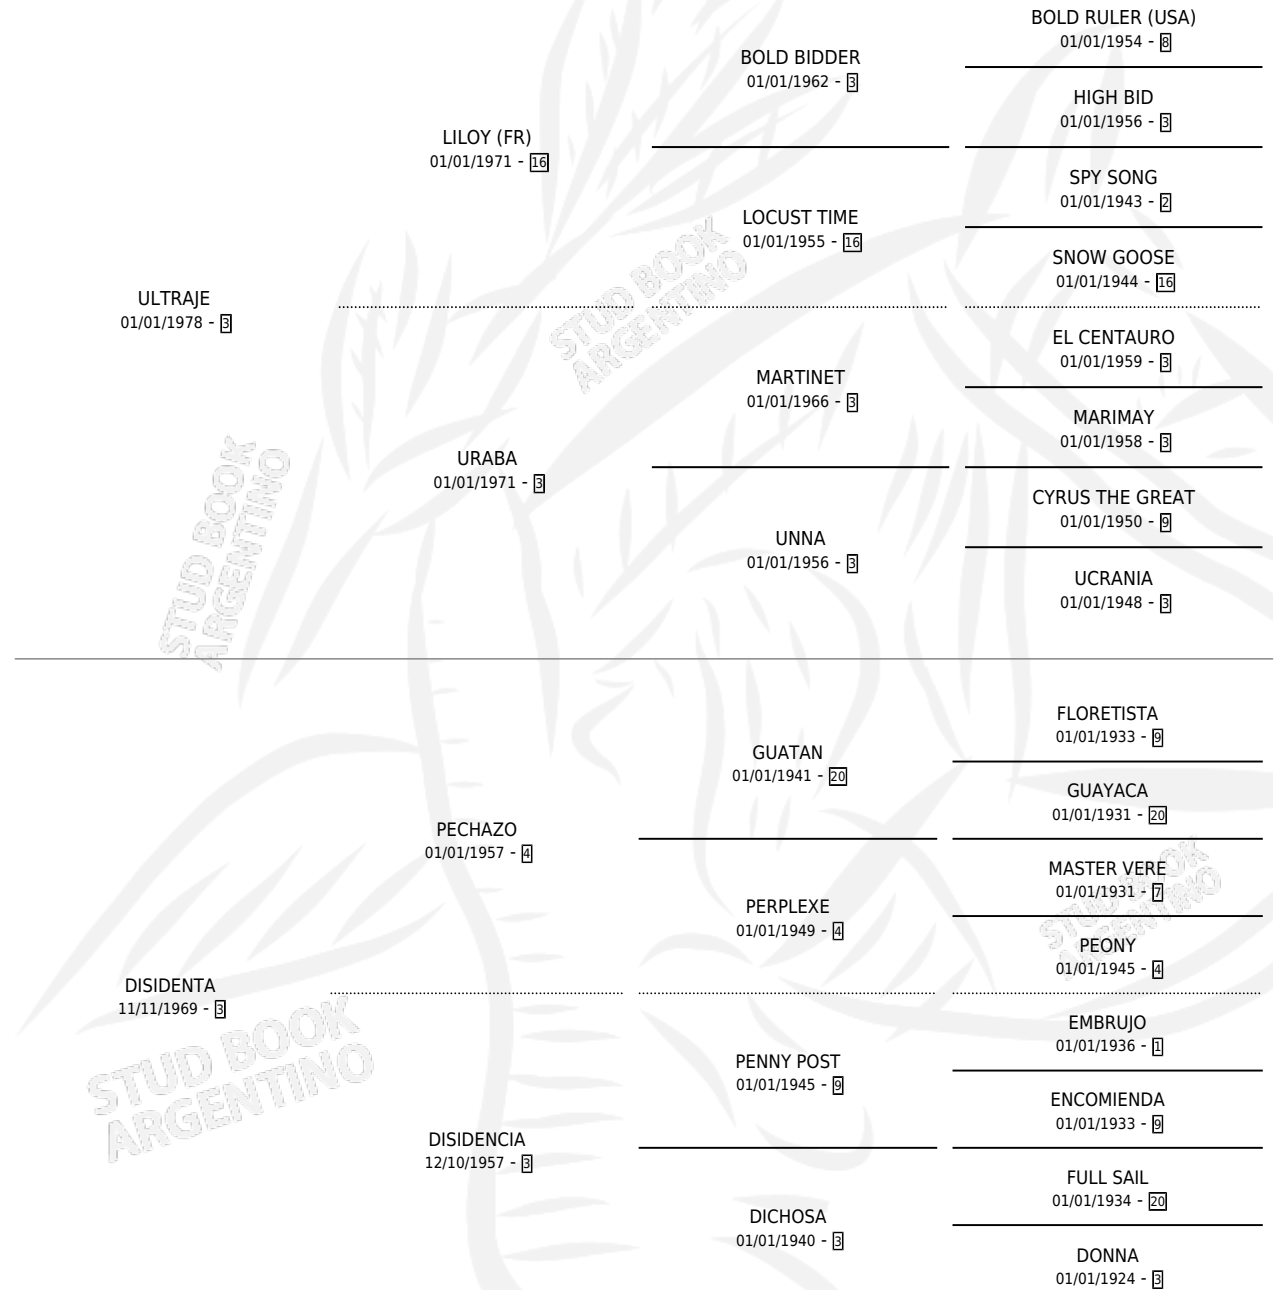 BOLD RULER (USA)
01/01/1954 - 8
BOLD BIDDER
01/01/1962 - 3
HIGH BID
01/01/1956 - 3
LILOY (FR)
01/01/1971 - 16
SPY SONG
01/01/1943 - 2
LOCUST TIME
01/01/1955 - 16
SNOW GOOSE
01/01/1944 - 16
ULTRAJE
01/01/1978 - 3
EL CENTAURO
01/01/1959 - 3
MARTINET
01/01/1966 - 3
MARIMAY
01/01/1958 - 3
URABA
01/01/1971 - 3
CYRUS THE GREAT
01/01/1950 - 9
UNNA
01/01/1956 - 3
UCRANIA
01/01/1948 - 3
FLORETISTA
01/01/1933 - 9
GUATAN
01/01/1941 - 20
GUAYACA
01/01/1931 - 20
PECHAZO
01/01/1957 - 4
MASTER VERE
01/01/1931 - 7
PERPLEXE
01/01/1949 - 4
PEONY
01/01/1945 - 4
DISIDENTA
11/11/1969 - 3
EMBRUJO
01/01/1936 - 1
PENNY POST
01/01/1945 - 9
ENCOMIENDA
01/01/1933 - 9
DISIDENCIA
12/10/1957 - 3
FULL SAIL
01/01/1934 - 20
DICHOSA
01/01/1940 - 3
DONNA
01/01/1924 - 3
STUD BOOK
ARGENTINO
STUD BOOK
ARGENTINO
STUD BOOK
ARGENTINO
STUD BOOK
ARGENTINO